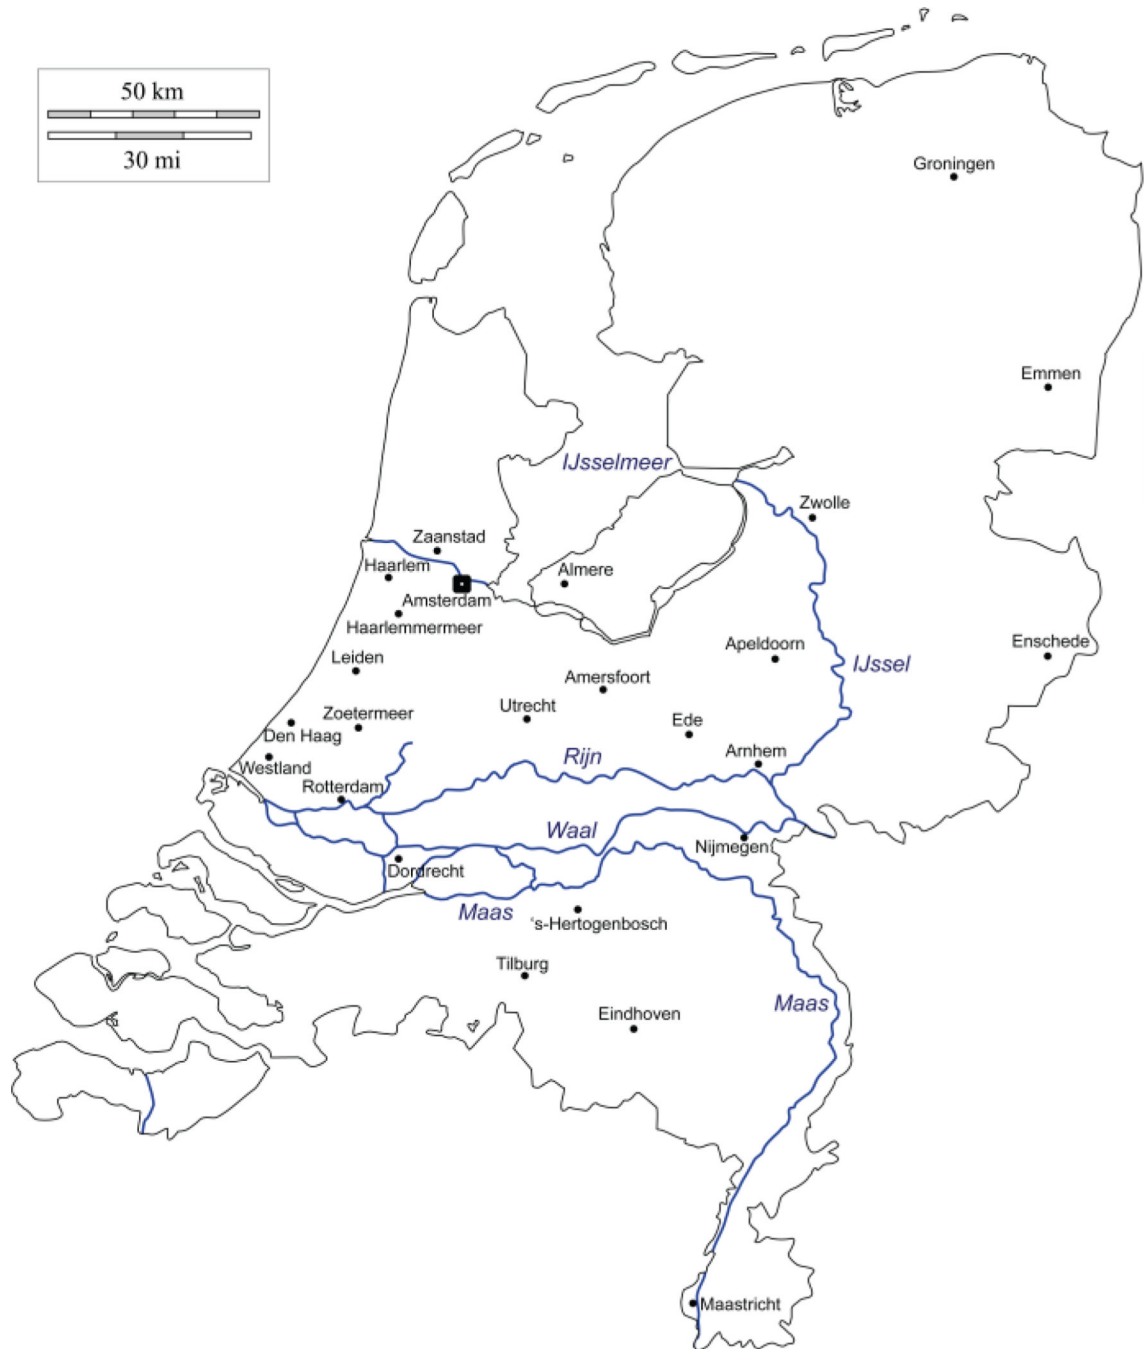 50 km
30 mi
Groningen
Emmen
IJsselmeer
Zwolle
Zaanstad
Haarlem
Almere
Amsterdam
Haarlemmermeer
Leiden
Apeldoorn
Enschede
IJssel
Amersfoort
Utrecht
Zoetermeer
Ede
Den Haag
Arnhem
Rijn
Westland
Rotterdam
Waal
Nijmegen
Dordrecht
Maas
's-Hertogenbosch
Tilburg
Maas
Eindhoven
Maastricht